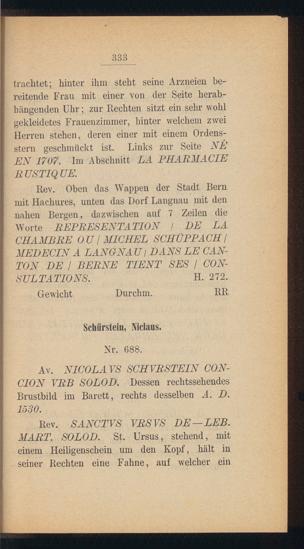 333
trachtet; hinter ihm steht seine Arzneien be-
reitende Frau mit einer von der Seite herab-
hängenden Uhr; zur Rechten sitzt ein sehr wohl
gekleidetes Frauenzimmer, hinter welchem zwei
Herren stehen, deren einer mit einem Ordens-
stern geschmückt ist. Links zur Seite NÉ
EN 1707. Im Abschnitt LA PHARMACIE
RUSTIQUE.
Rev. Oben das Wappen der Stadt Bern
mit Hachures, unten das Dorf Langnau mit den
nahen Bergen, dazwischen auf 7 Zeilen die
Worte REPRESENTATION | DE LA
CHAMBRE OU | MICHEL SCHÜPPACH |
MEDECIN A LANGNAU | DANS LE CAN-
TON DE | BERNE TIENT SES | CON-
SULTATIONS. H. 272.
Gewicht Durchm. RR
Schürstein, Niclaus.
Nr. 688.
Av. NICOLAVS SCHVRSTEIN CON-
CION VRB SOLOD. Dessen rechtssehendes
Brustbild im Barett, rechts desselben A. D.
1530.
Rev. SANCTVS VRSVS DE—LEB.
MART. SOLOD. St. Ursus, stehend, mit
einem Heiligenschein um den Kopf, hält in
seiner Rechten eine Fahne, auf welcher ein